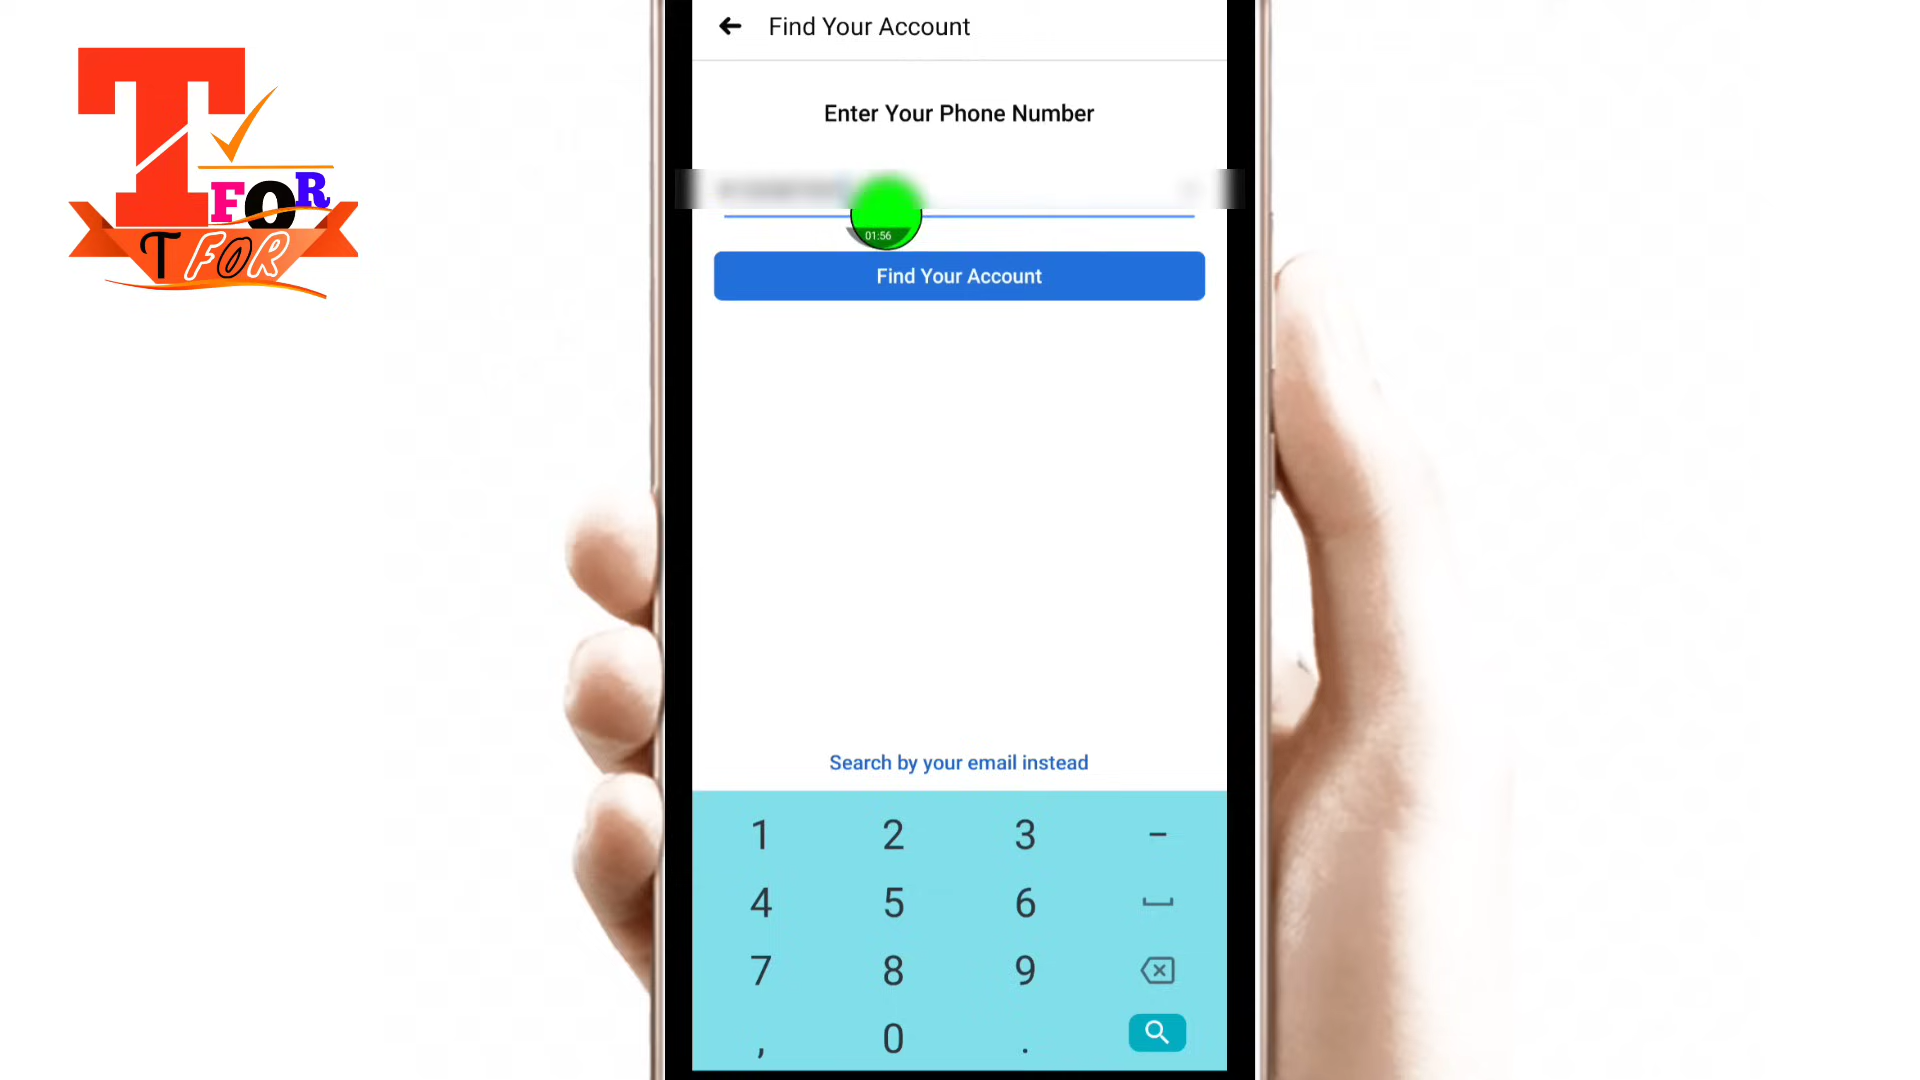 Find Your Account
Enter Your Phone Number
01:56
Find Your Account
Search by your email instead
1 2 3 –
4 5 6
7 8 9
, 0 .
T FOR
T FOR